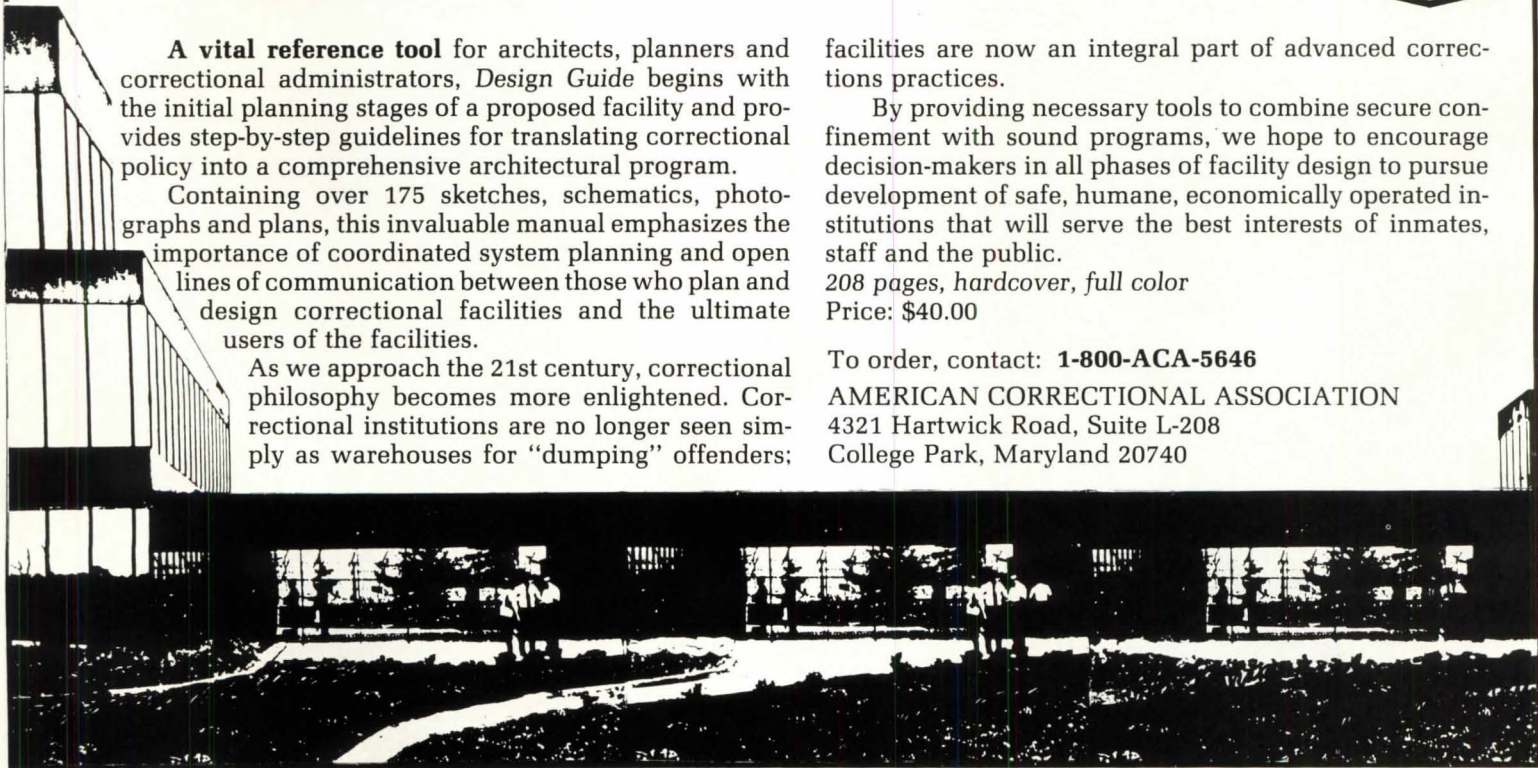 A vital reference tool for architects, planners and
correctional administrators, Design Guide begins with
the initial planning stages of a proposed facility and pro-
vides step-by-step guidelines for translating correctional
policy into a comprehensive architectural program.
Containing over 175 sketches, schematics, photo-
graphs and plans, this invaluable manual emphasizes the
importance of coordinated system planning and open
lines of communication between those who plan and
design correctional facilities and the ultimate
users of the facilities.
As we approach the 21st century, correctional
philosophy becomes more enlightened. Cor-
rectional institutions are no longer seen sim-
ply as warehouses for “dumping” offenders;
facilities are now an integral part of advanced correc-
tions practices.
By providing necessary tools to combine secure con-
finement with sound programs, we hope to encourage
decision-makers in all phases of facility design to pursue
development of safe, humane, economically operated in-
stitutions that will serve the best interests of inmates,
staff and the public.
208 pages, hardcover, full color
Price: $40.00
To order, contact: 1-800-ACA-5646
AMERICAN CORRECTIONAL ASSOCIATION
4321 Hartwick Road, Suite L-208
College Park, Maryland 20740